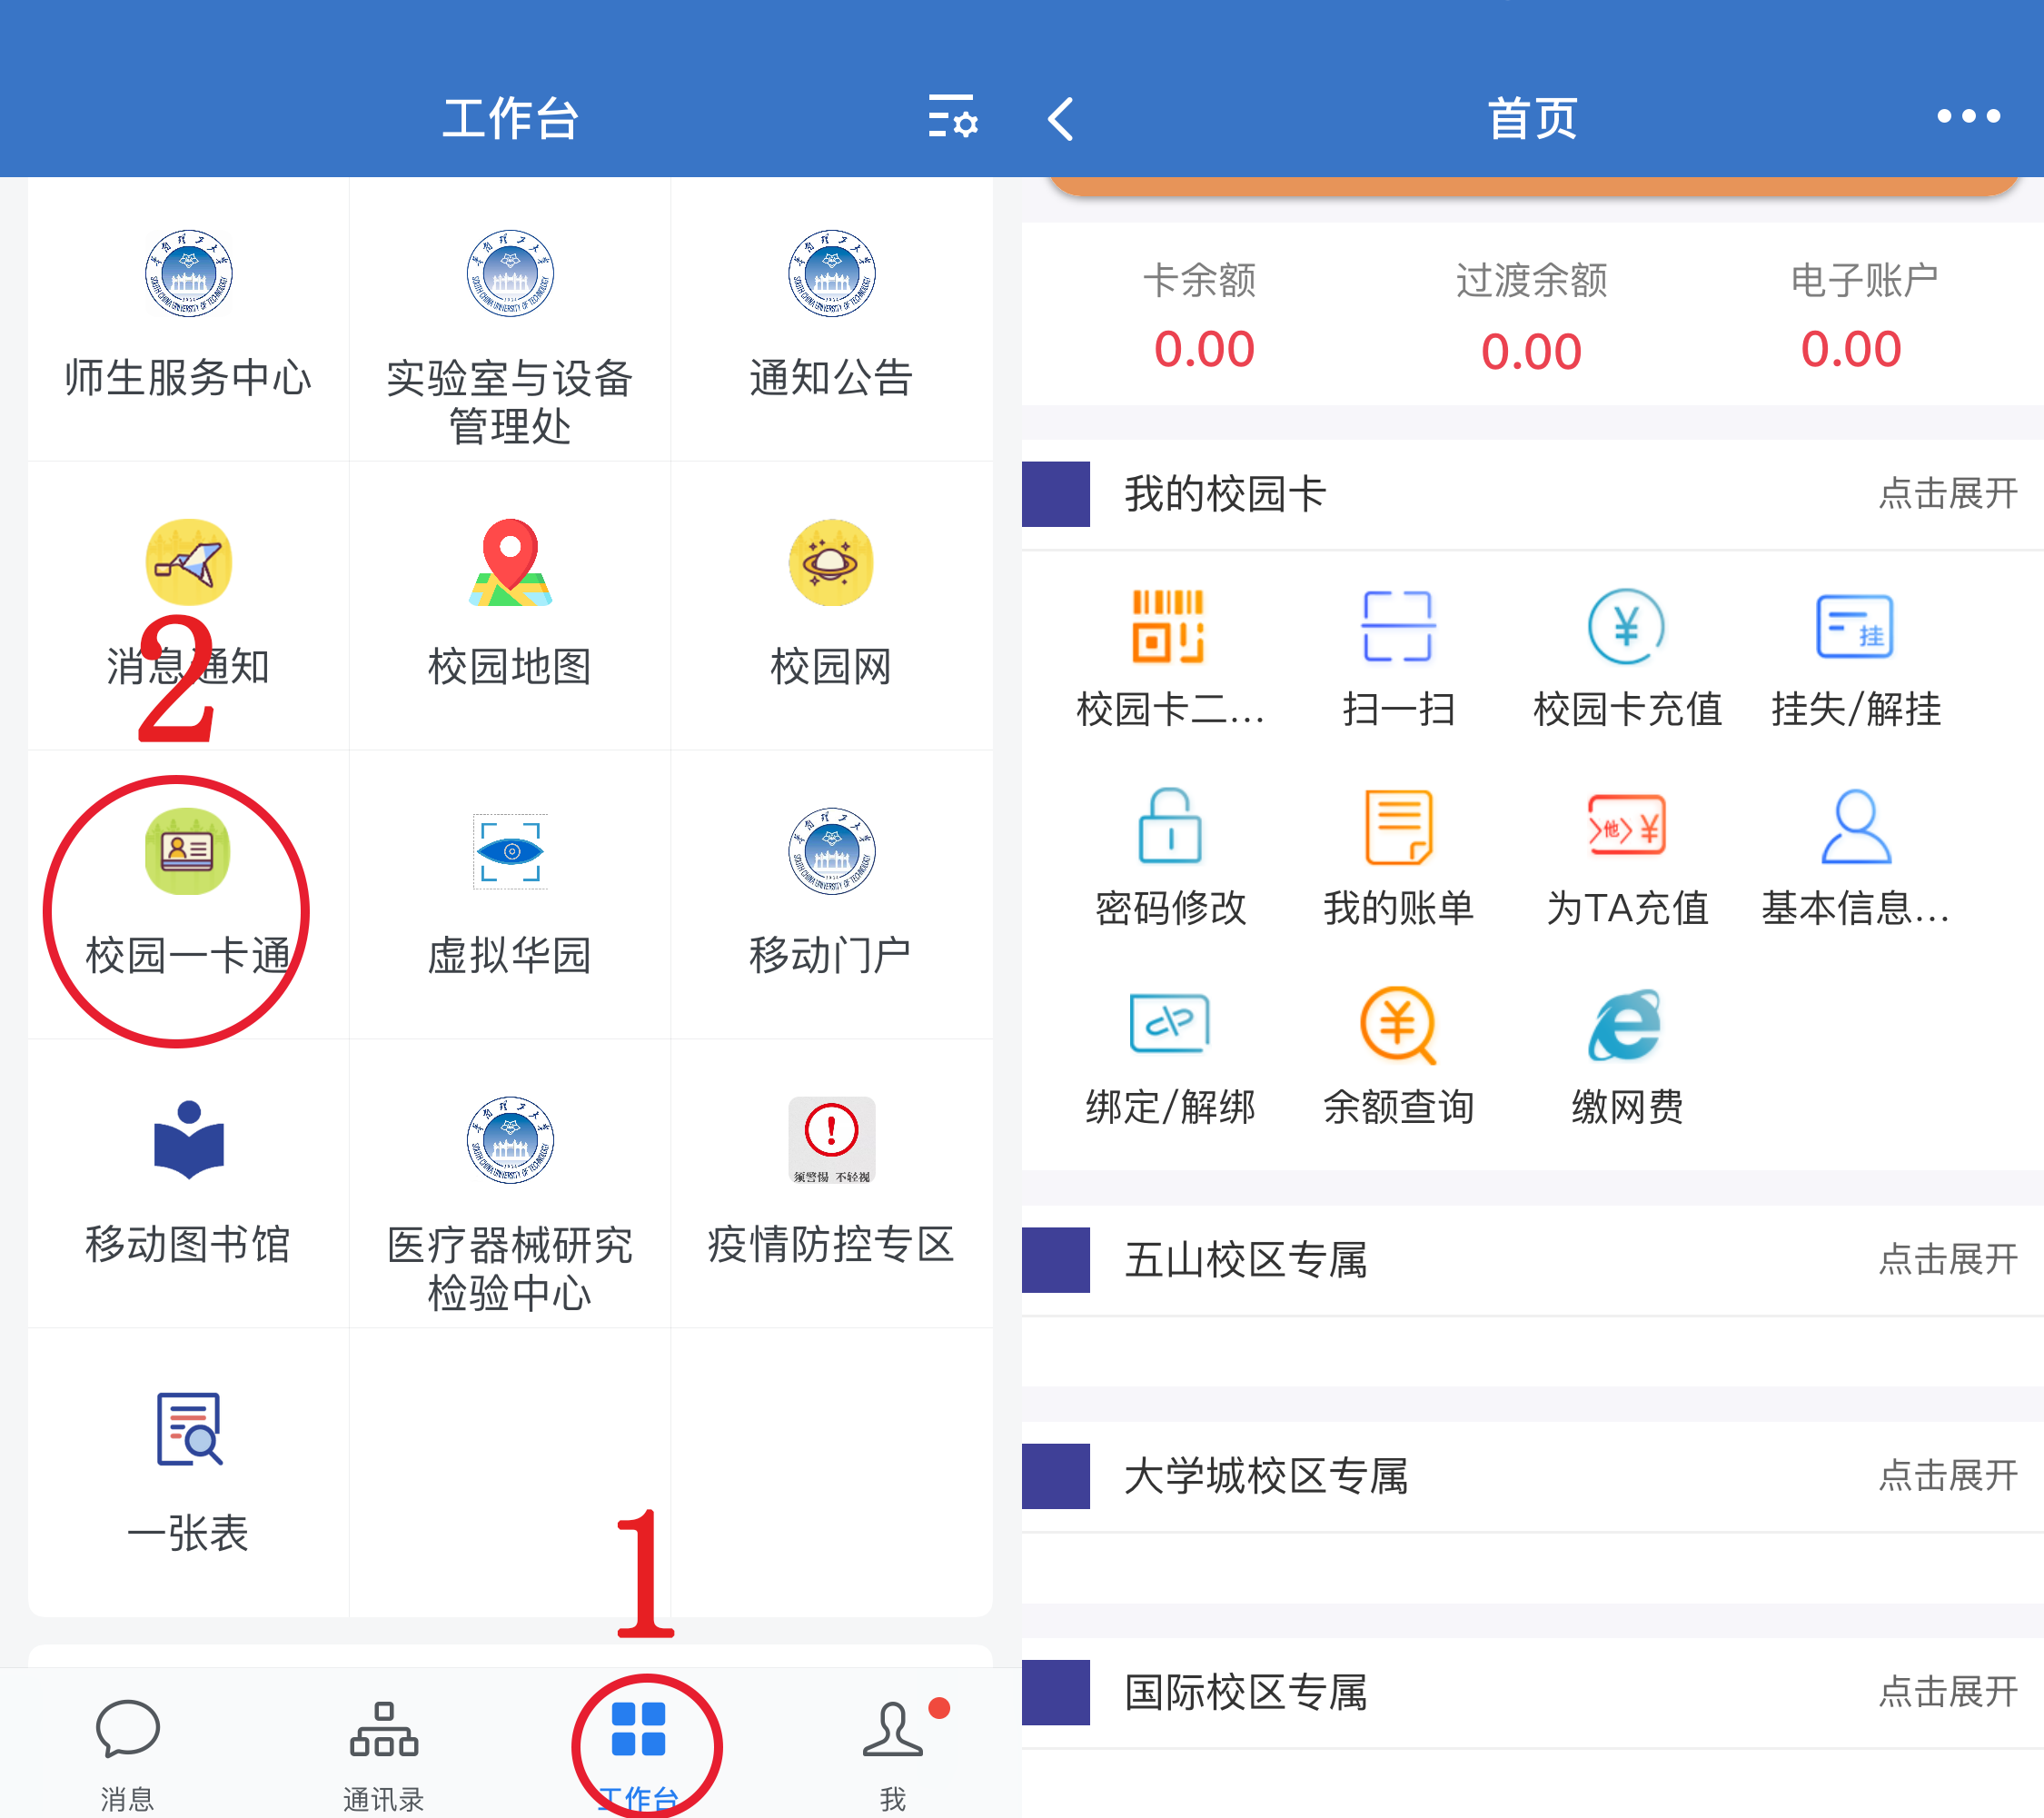 工作台
师生服务中心
实验室与设备
管理处
通知公告
消息通知
2
校园地图
校园网
校园一卡通
虚拟华园
移动门户
须警惕 不轻视
移动图书馆
医疗器械研究
检验中心
疫情防控专区
一张表
1
消息
通讯录
工作台
我
首页
卡余额
过渡余额
电子账户
0.00
0.00
0.00
我的校园卡
点击展开
挂
校园卡二...
扫一扫
校园卡充值
挂失/解挂
他
密码修改
我的账单
为TA充值
基本信息...
绑定/解绑
余额查询
缴网费
五山校区专属
点击展开
大学城校区专属
点击展开
国际校区专属
点击展开